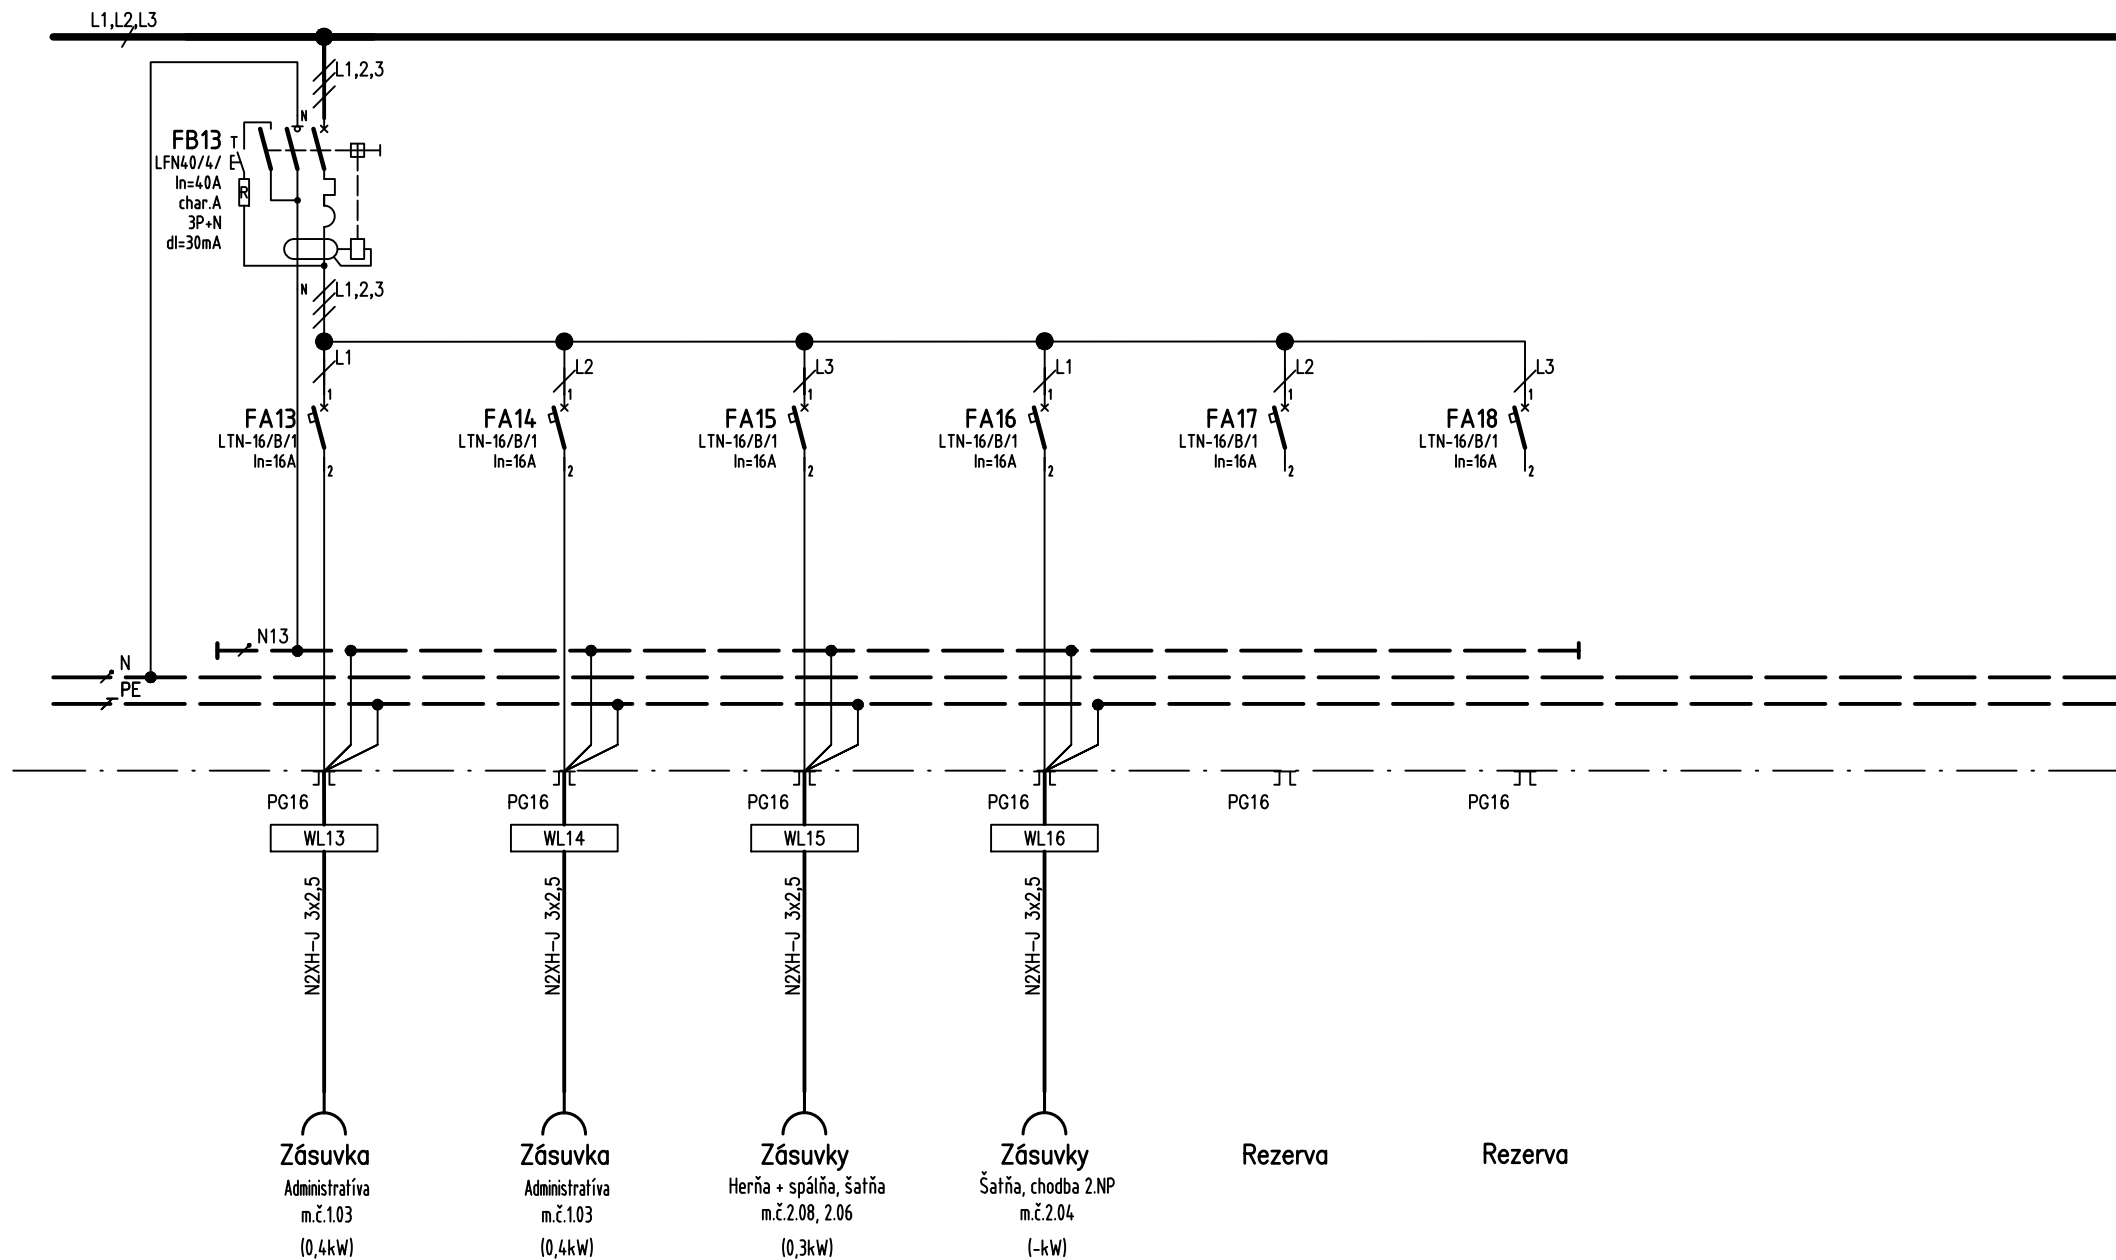 L1,L2,L3
L1,2,3
N
FB13
LFN40/4/
In=40A
char.A
3P+N
dI=30mA
T
E
R
N
L1,2,3
L1
L2
L3
L1
L2
L3
1
1
1
1
1
1
FA13
LTN-16/B/1
In=16A
2
FA14
LTN-16/B/1
In=16A
2
FA15
LTN-16/B/1
In=16A
2
FA16
LTN-16/B/1
In=16A
2
FA17
LTN-16/B/1
In=16A
2
FA18
LTN-16/B/1
In=16A
2
N13
N
PE
PG16
PG16
PG16
PG16
PG16
PG16
WL13
WL14
WL15
WL16
N2XH-J 3x2,5
N2XH-J 3x2,5
N2XH-J 3x2,5
N2XH-J 3x2,5
Zásuvka
Administratíva
m.č.1.03
(0,4kW)
Zásuvka
Administratíva
m.č.1.03
(0,4kW)
Zásuvky
Herňa + spálňa, šatňa
m.č.2.08, 2.06
(0,3kW)
Zásuvky
Šatňa, chodba 2.NP
m.č.2.04
(-kW)
Rezerva
Rezerva